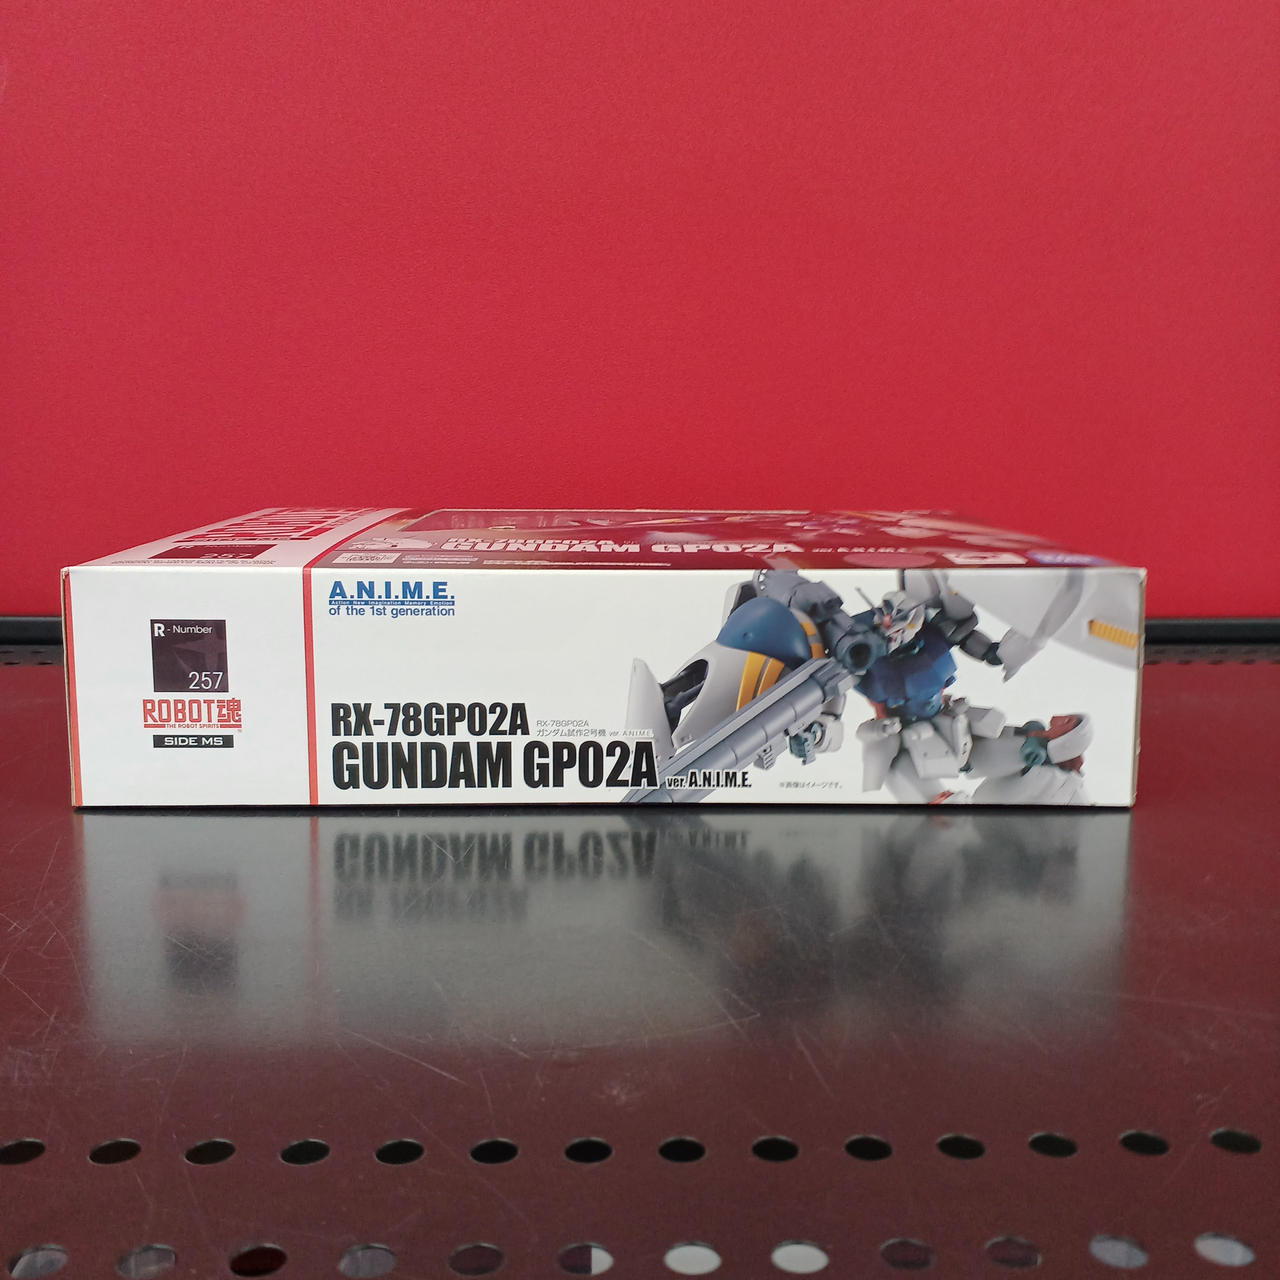 GUNDAM GP02A
A.N.I.M.E.
Action New Imagination Memory Emotion
of the 1st generation
R - Number
257
ROBOT魂
THE ROBOT SPIRITS
SIDE MS
RX-78GP02A
RX-78GP02A
ガンダム試作2号機 ver. A.N.I.M.E.
GUNDAM GP02A ver. A.N.I.M.E.
※画像はイメージです。